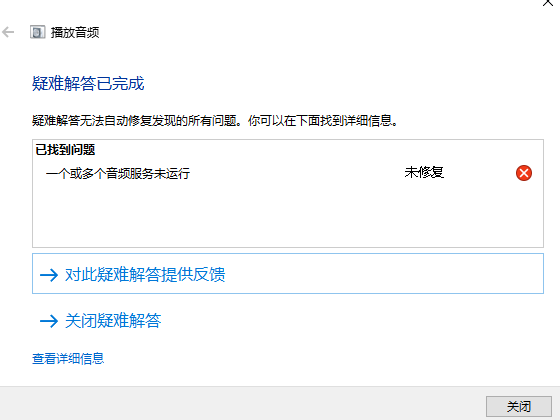 播放音频
疑难解答已完成
疑难解答无法自动修复发现的所有问题。你可以在下面找到详细信息。
已找到问题
一个或多个音频服务未运行 未修复
对此疑难解答提供反馈
关闭疑难解答
查看详细信息
关闭